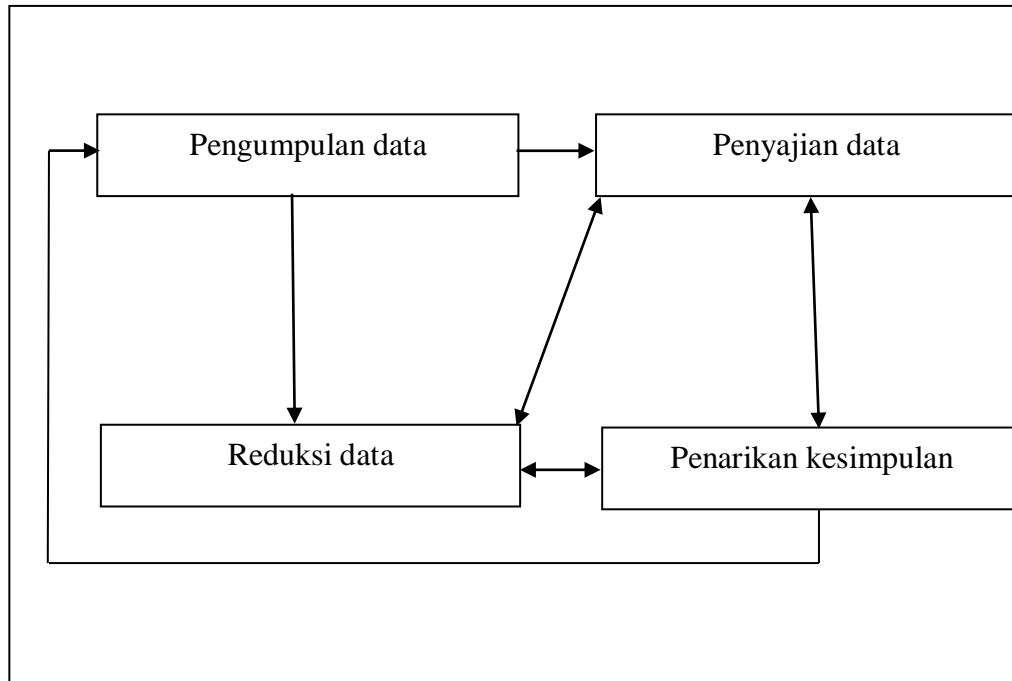 Pengumpulan data
Penyajian data
Reduksi data
Penarikan kesimpulan